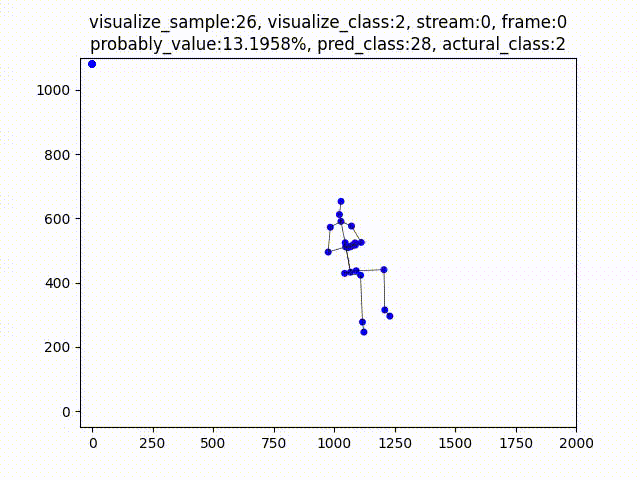 visualize_sample:26, visualize_class:2, stream:0, frame:0
probably_value:13.1958%, pred_class:28, actural_class:2
1000
800
600
400
200
0
0 250 500 750 1000 1250 1500 1750 2000